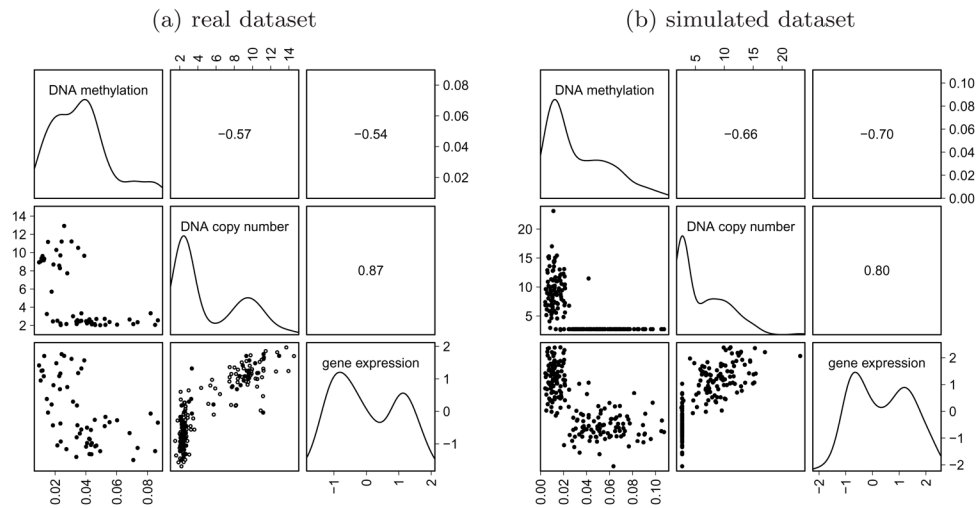 (a) real dataset
(b) simulated dataset
2 4 6 8 10 12 14
5 10 15 20
DNA methylation
−0.57
−0.54
0.08
0.06
0.04
0.02
DNA methylation
−0.66
−0.70
0.10
0.08
0.06
0.04
0.02
0.00
14
12
10
8
6
4
2
DNA copy number
0.87
20
15
10
5
DNA copy number
0.80
gene expression
2
1
0
−1
gene expression
2
1
0
−1
−2
0.02 0.04 0.06 0.08
−1 0 1 2
0.00 0.02 0.04 0.06 0.08 0.10
−2 −1 0 1 2